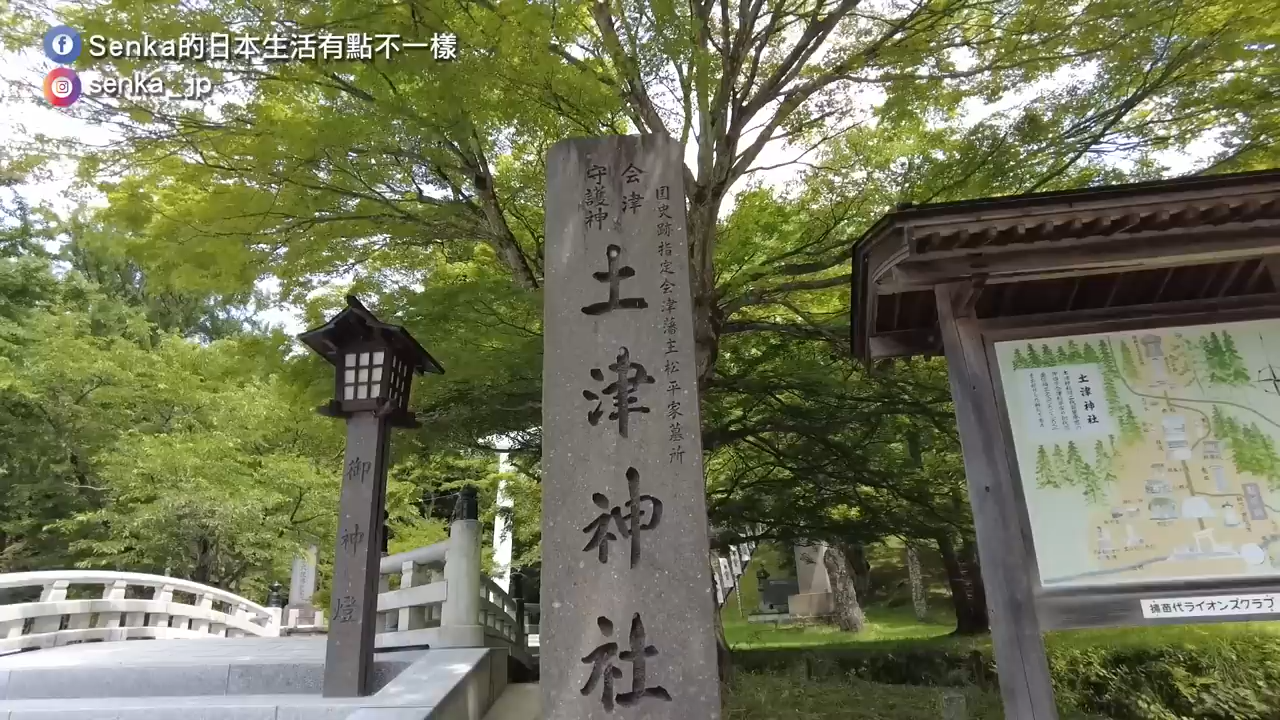 Senka的日本生活有點不一樣
senka_jp
国史跡指定会津藩主松平家墓所
会津
守護神
土津神社
御神燈
土津神社
猪苗代ライオンズクラブ